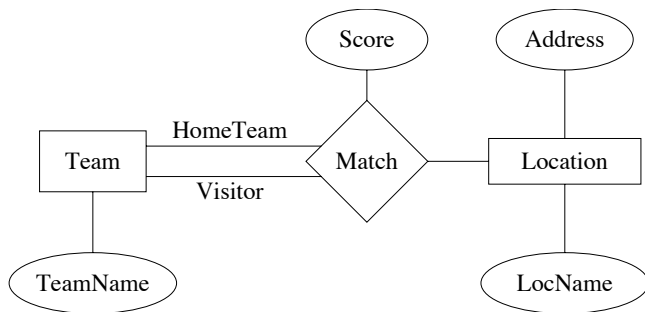 Score
Address
HomeTeam
Team
Match
Location
Visitor
TeamName
LocName